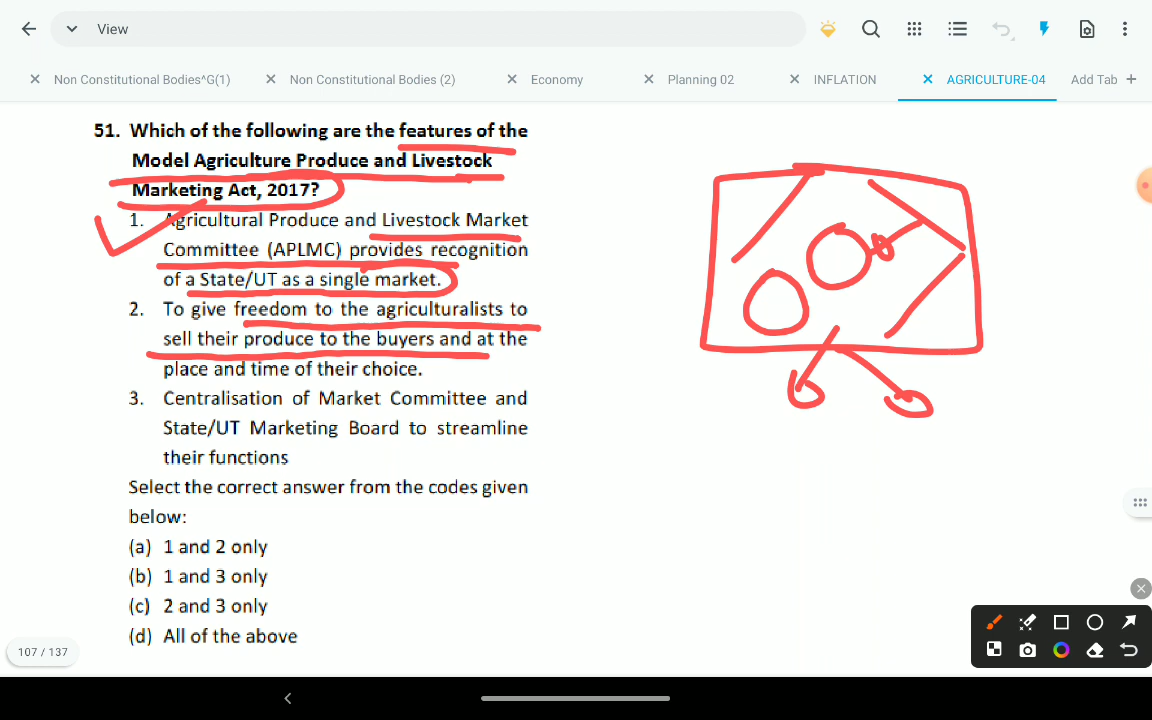 View
Non Constitutional Bodies^G(1)
Non Constitutional Bodies (2)
Economy
Planning 02
INFLATION
AGRICULTURE-04
Add Tab +
51. Which of the following are the features of the
Model Agriculture Produce and Livestock
Marketing Act, 2017?
1. Agricultural Produce and Livestock Market
Committee (APLMC) provides recognition
of a State/UT as a single market.
2. To give freedom to the agriculturalists to
sell their produce to the buyers and at the
place and time of their choice.
3. Centralisation of Market Committee and
State/UT Marketing Board to streamline
their functions
Select the correct answer from the codes given
below:
(a) 1 and 2 only
(b) 1 and 3 only
(c) 2 and 3 only
(d) All of the above
107 / 137